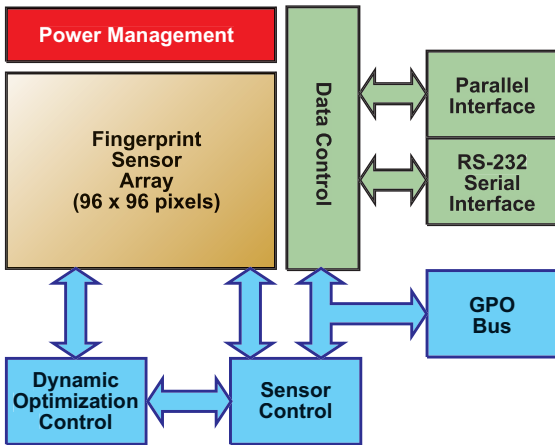 Power Management
Fingerprint
Sensor
Array
(96 x 96 pixels)
Data Control
Parallel
Interface
RS-232
Serial
Interface
GPO
Bus
Dynamic
Optimization
Control
Sensor
Control